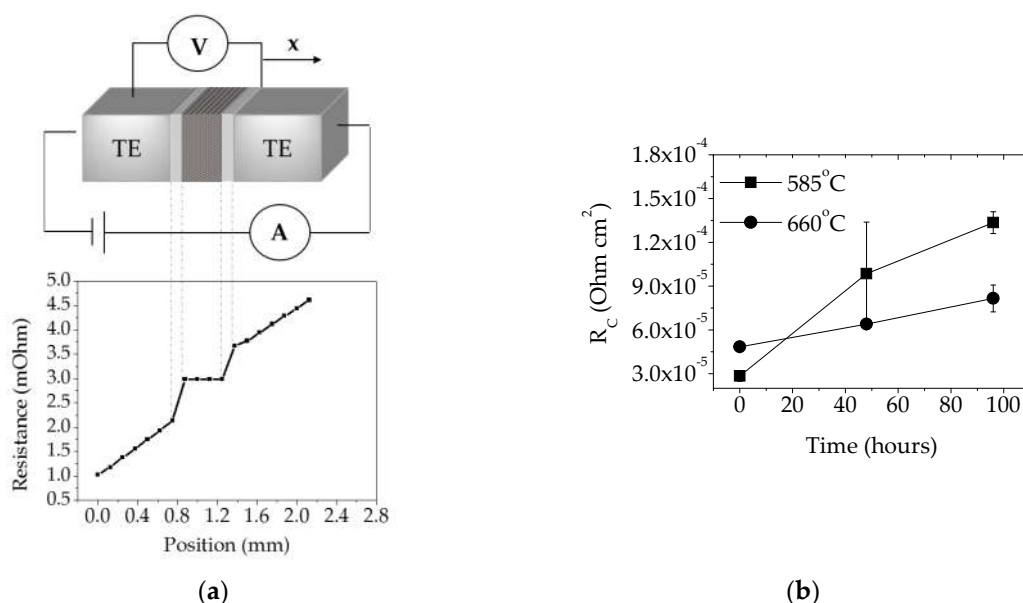 V
x
TE
TE
A
5.0
4.5
4.0
3.5
3.0
2.5
2.0
1.5
1.0
0.5
Resistance (mOhm)
0.0 0.4 0.8 1.2 1.6 2.0 2.4 2.8
Position (mm)
(a)
1.8x10⁻⁴
1.5x10⁻⁴
1.2x10⁻⁴
9.0x10⁻⁵
6.0x10⁻⁵
3.0x10⁻⁵
R_C (Ohm cm²)
585°C
660°C
0 20 40 60 80 100
Time (hours)
(b)